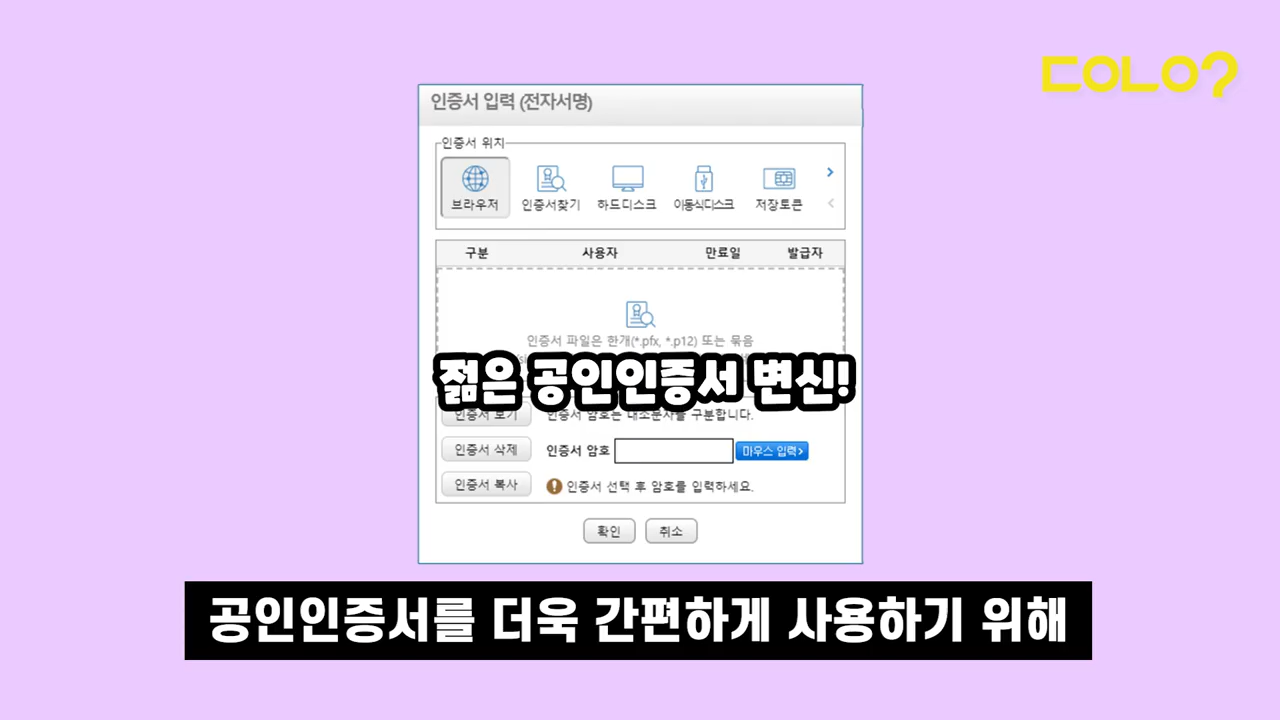 인증서 입력 (전자서명)
인증서 위치
브라우저 인증서찾기 하드디스크 이동식디스크 저장토큰
구분 사용자 만료일 발급자
인증서 파일은 한개(*.pfx, *.p12) 또는 묶음
젊은 공인인증서 변신!
인증서 보기 인증서 암호는 대소문자를 구분합니다.
인증서 삭제 인증서 암호 마우스 입력
인증서 복사 인증서 선택 후 암호를 입력하세요.
확인 취소
공인인증서를 더욱 간편하게 사용하기 위해